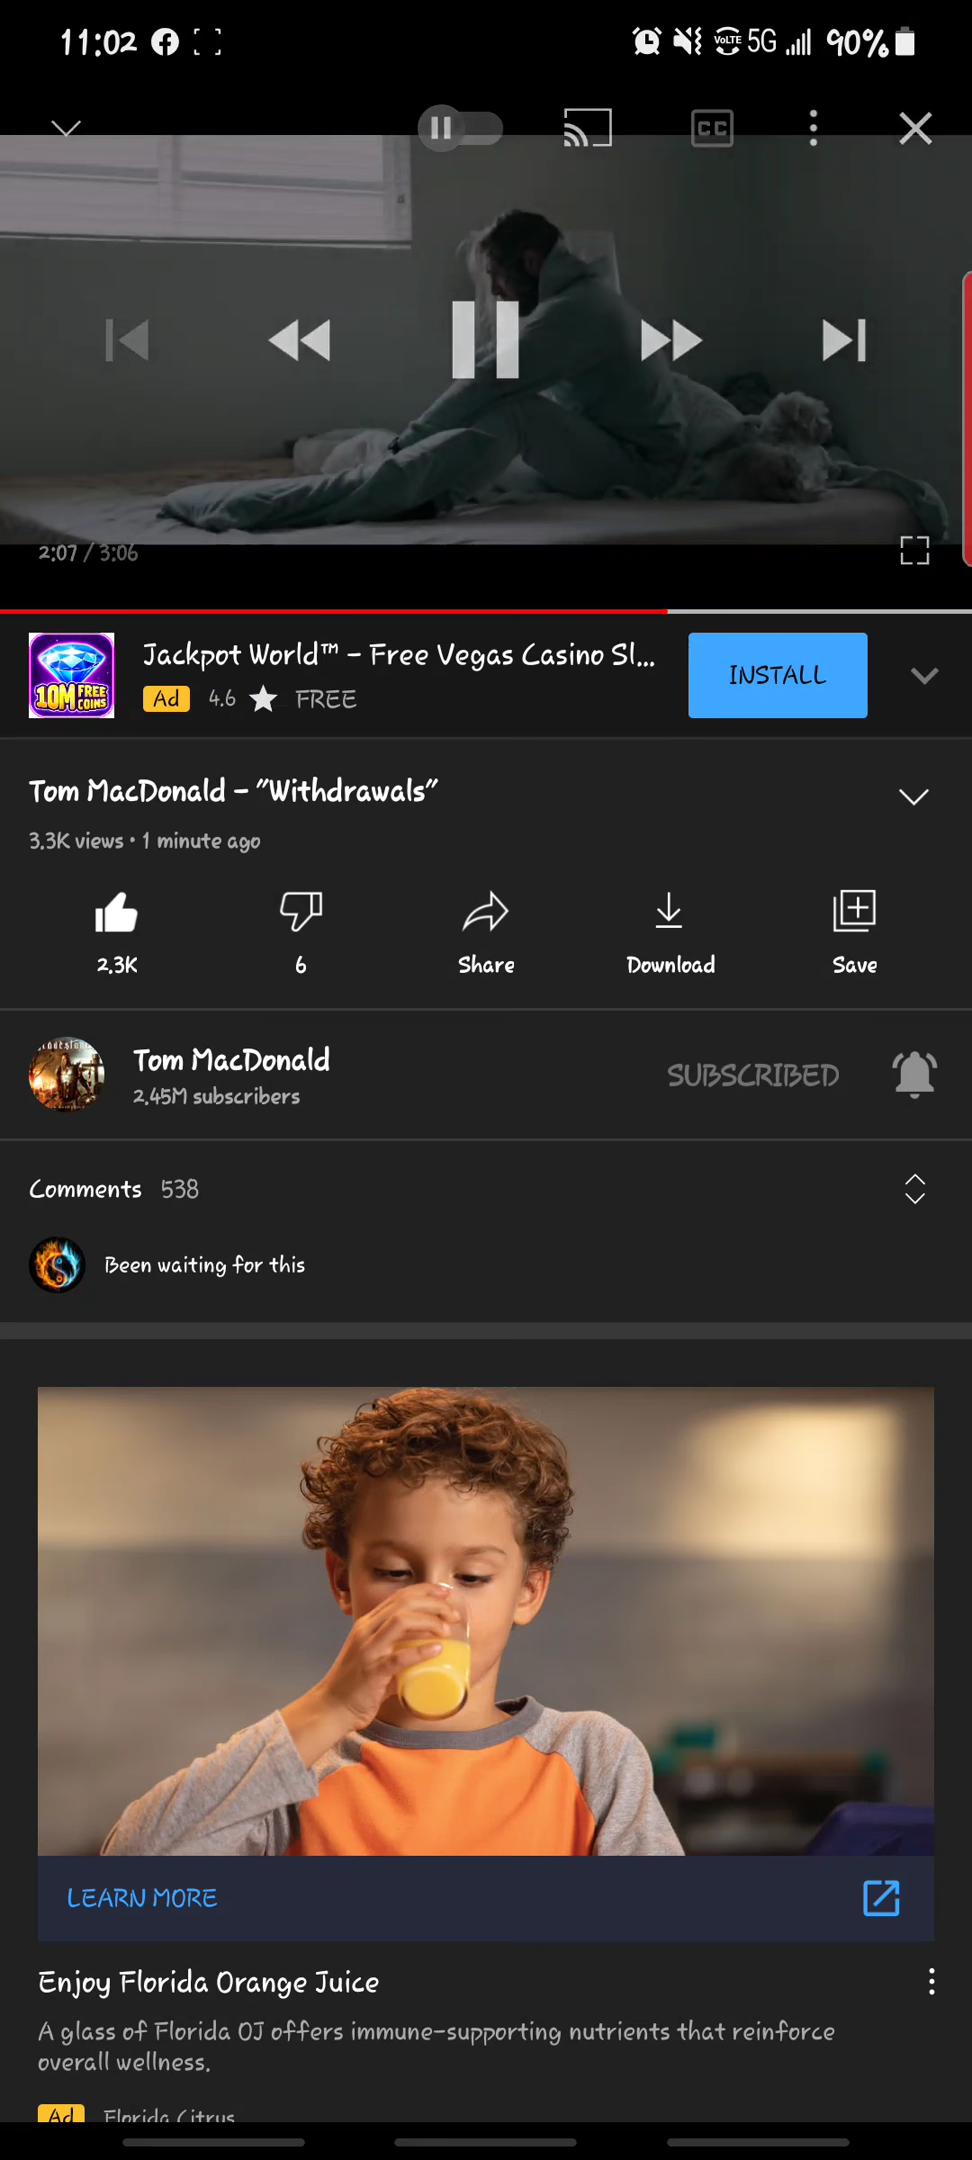 11:02 VoLTE 5G 90%
CC
2:07 / 3:06
Jackpot World™ – Free Vegas Casino Sl...
10M FREE COINS
Ad 4.6 FREE
INSTALL
Tom MacDonald – "Withdrawals"
3.3K views • 1 minute ago
2.3K 6 Share Download Save
Tom MacDonald
2.45M subscribers
SUBSCRIBED
Comments 538
Been waiting for this
LEARN MORE
Enjoy Florida Orange Juice
A glass of Florida OJ offers immune-supporting nutrients that reinforce
overall wellness.
Ad Florida Citrus